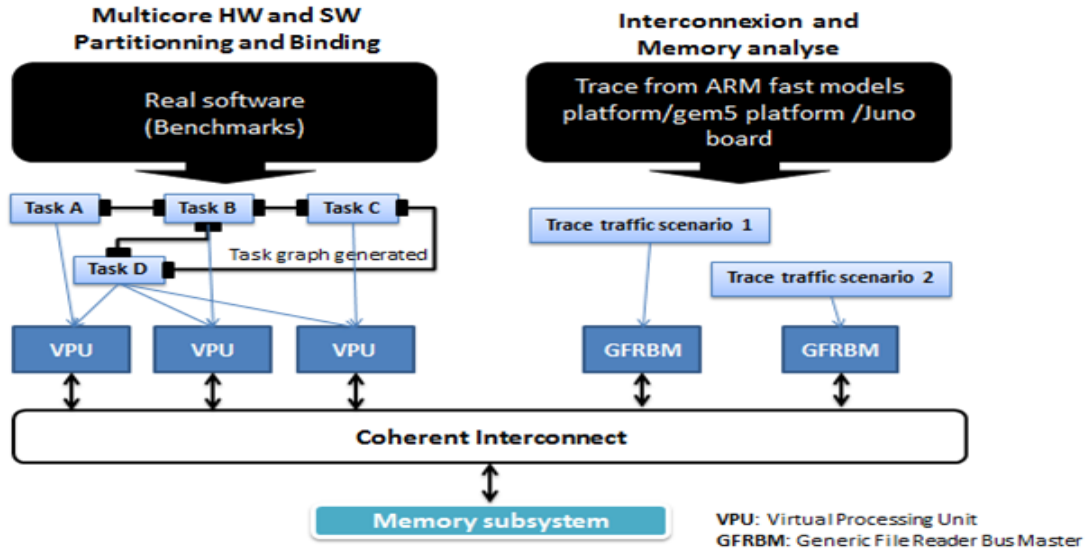 Multicore HW and SW
Partitionning and Binding
Real software
(Benchmarks)
Task A
Task B
Task C
Task graph generated
Task D
VPU
VPU
VPU
Interconnexion and
Memory analyse
Trace from ARM fast models
platform/gem5 platform /Juno
board
Trace traffic scenario 1
Trace traffic scenario 2
GFRBM
GFRBM
Coherent Interconnect
Memory subsystem
VPU: Virtual Processing Unit
GFRBM: Generic File Reader Bus Master